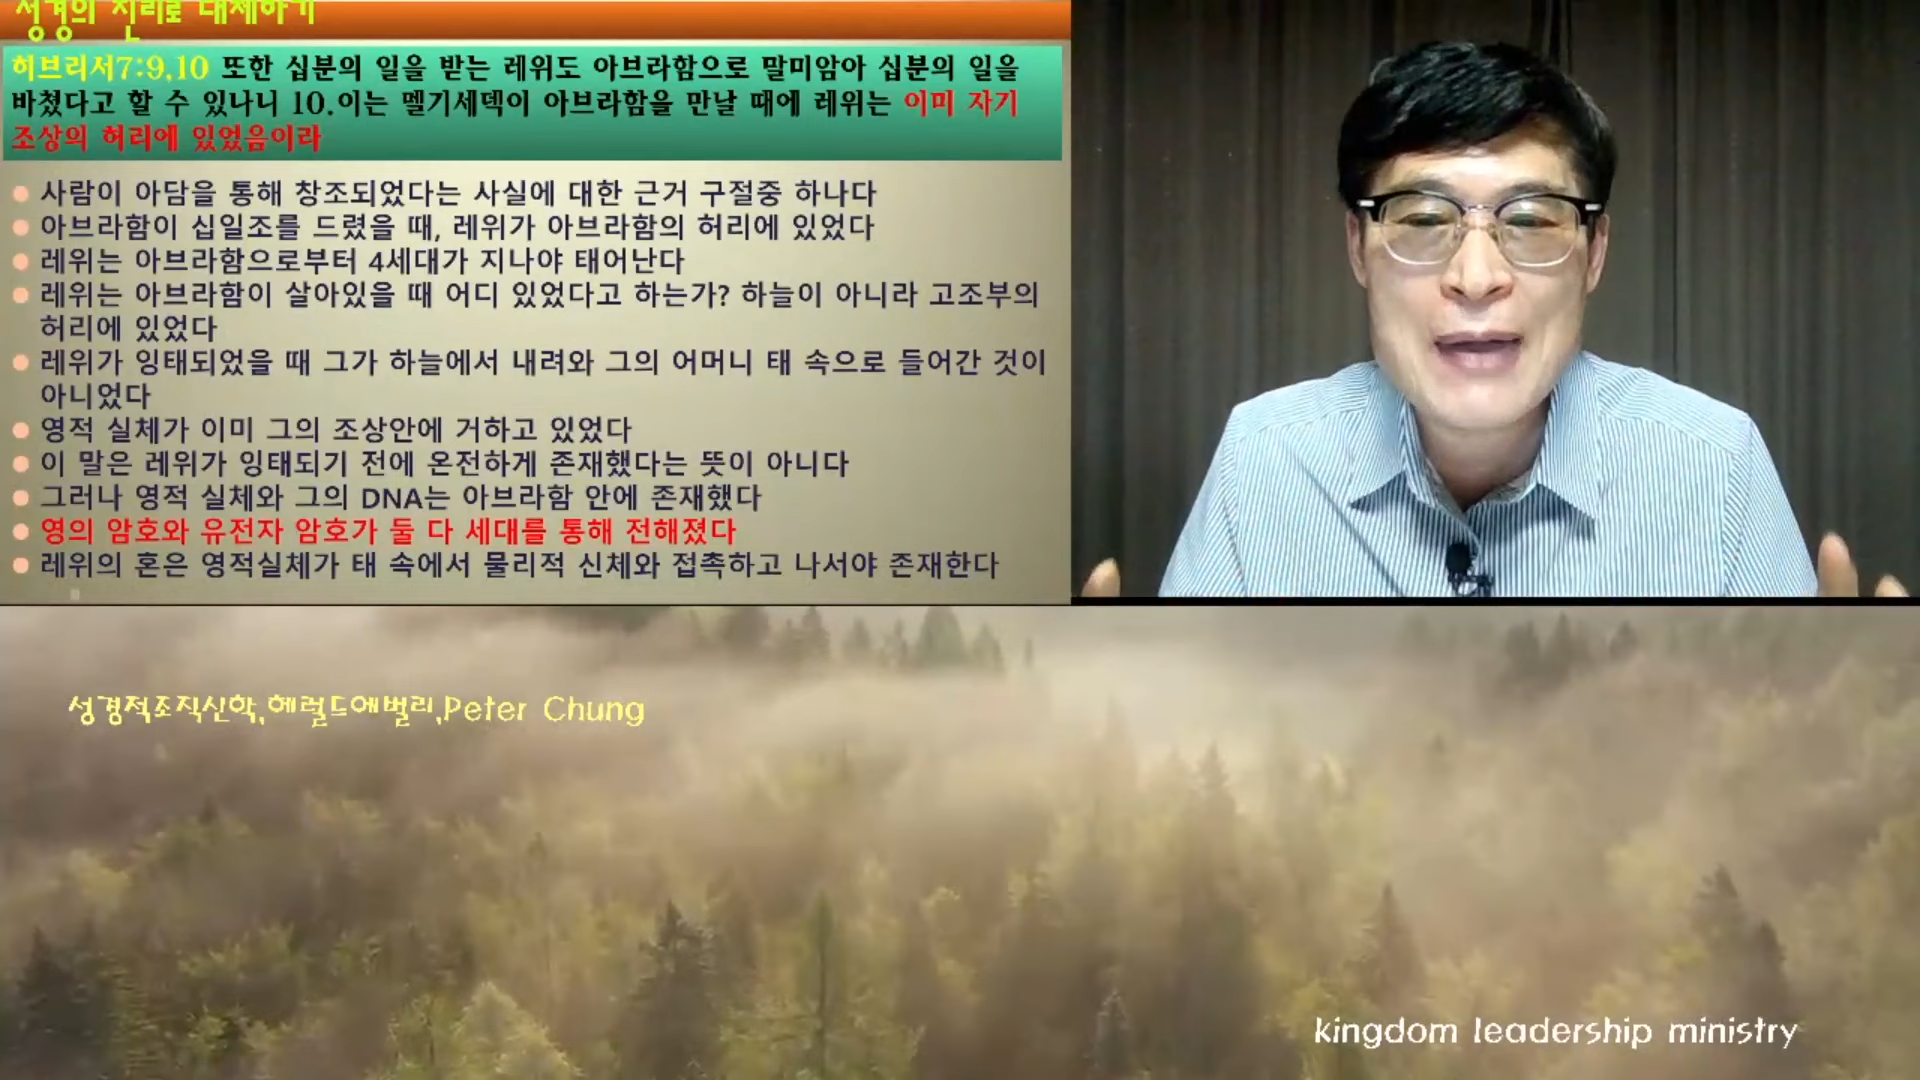 성경의 진리로 대체하기
히브리서7:9,10 또한 십분의 일을 받는 레위도 아브라함으로 말미암아 십분의 일을
바쳤다고 할 수 있나니 10.이는 멜기세덱이 아브라함을 만날 때에 레위는 이미 자기
조상의 허리에 있었음이라
사람이 아담을 통해 창조되었다는 사실에 대한 근거 구절중 하나다
아브라함이 십일조를 드렸을 때, 레위가 아브라함의 허리에 있었다
레위는 아브라함으로부터 4세대가 지나야 태어난다
레위는 아브라함이 살아있을 때 어디 있었다고 하는가? 하늘이 아니라 고조부의
허리에 있었다
레위가 잉태되었을 때 그가 하늘에서 내려와 그의 어머니 태 속으로 들어간 것이
아니었다
영적 실체가 이미 그의 조상안에 거하고 있었다
이 말은 레위가 잉태되기 전에 온전하게 존재했다는 뜻이 아니다
그러나 영적 실체와 그의 DNA는 아브라함 안에 존재했다
영의 암호와 유전자 암호가 둘 다 세대를 통해 전해졌다
레위의 혼은 영적실체가 태 속에서 물리적 신체와 접촉하고 나서야 존재한다
성경적조직신학,헤럴드에벌리,Peter Chung
kingdom leadership ministry